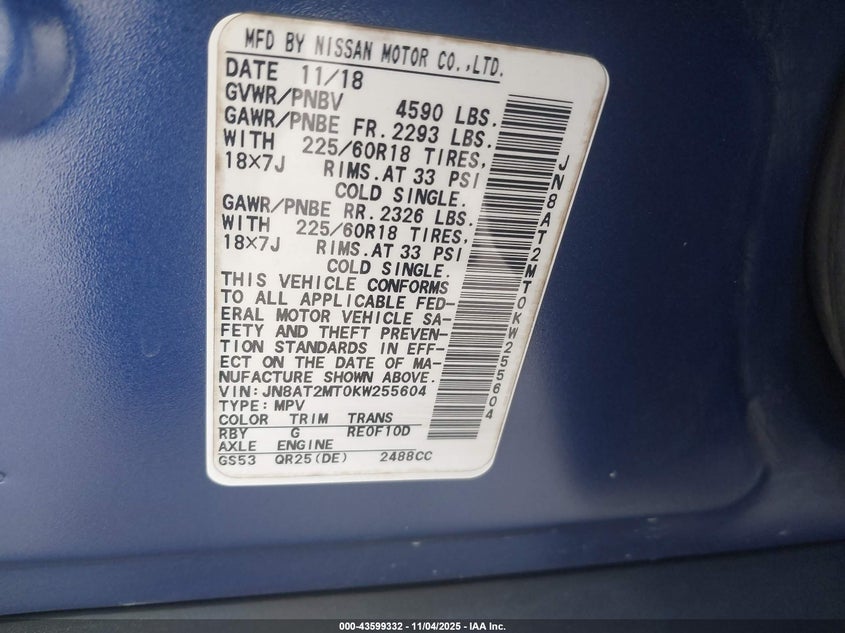 MFD BY NISSAN MOTOR CO.,LTD.
DATE 11/18
GVWR/PNBV 4590 LBS.
GAWR/PNBE FR. 2293 LBS.
WITH 225/60R18 TIRES,
18×7J RIMS.AT 33 PSI
COLD SINGLE.
GAWR/PNBE RR. 2326 LBS.
WITH 225/60R18 TIRES,
18×7J RIMS.AT 33 PSI
COLD SINGLE.
THIS VEHICLE CONFORMS
TO ALL APPLICABLE FED-
ERAL MOTOR VEHICLE SA-
FETY AND THEFT PREVEN-
TION STANDARDS IN EFF-
ECT ON THE DATE OF MA-
NUFACTURE SHOWN ABOVE.
VIN:JN8AT2MT0KW255604
TYPE:MPV
COLOR TRIM TRANS
RBY G RE0F10D
AXLE ENGINE
GS53 QR25(DE) 2488CC
JN8AT2MT0KW255604
000-43599332 - 11/04/2025 - IAA Inc.